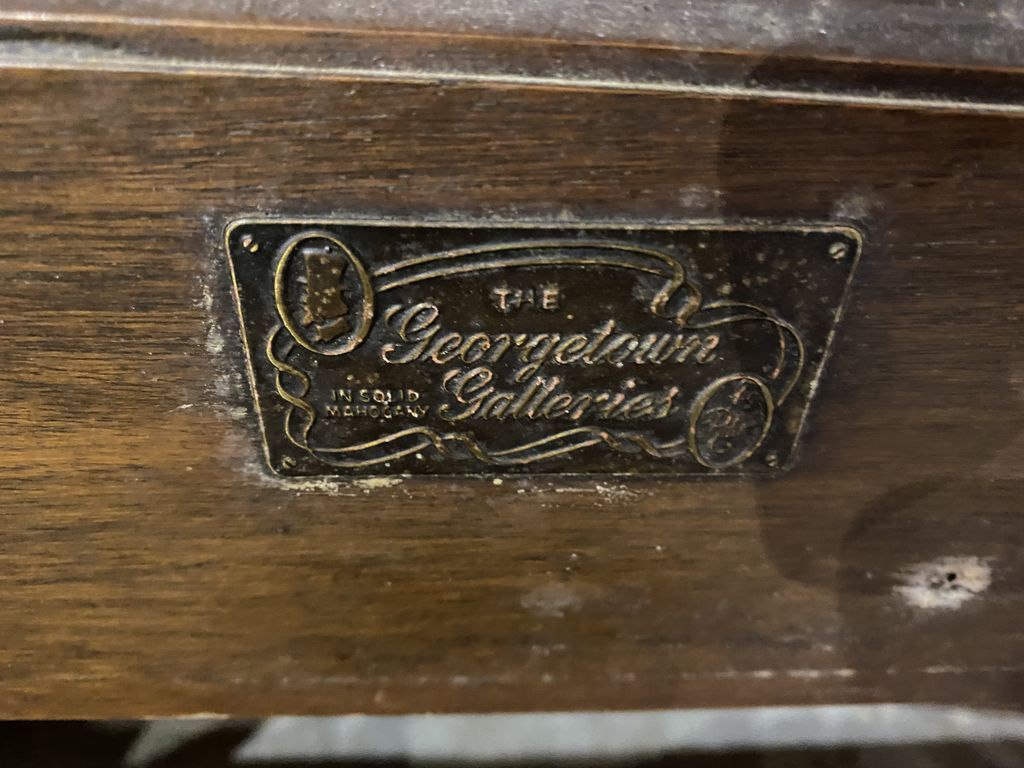 THE
Georgetown
Galleries
IN SOLID
MAHOGANY